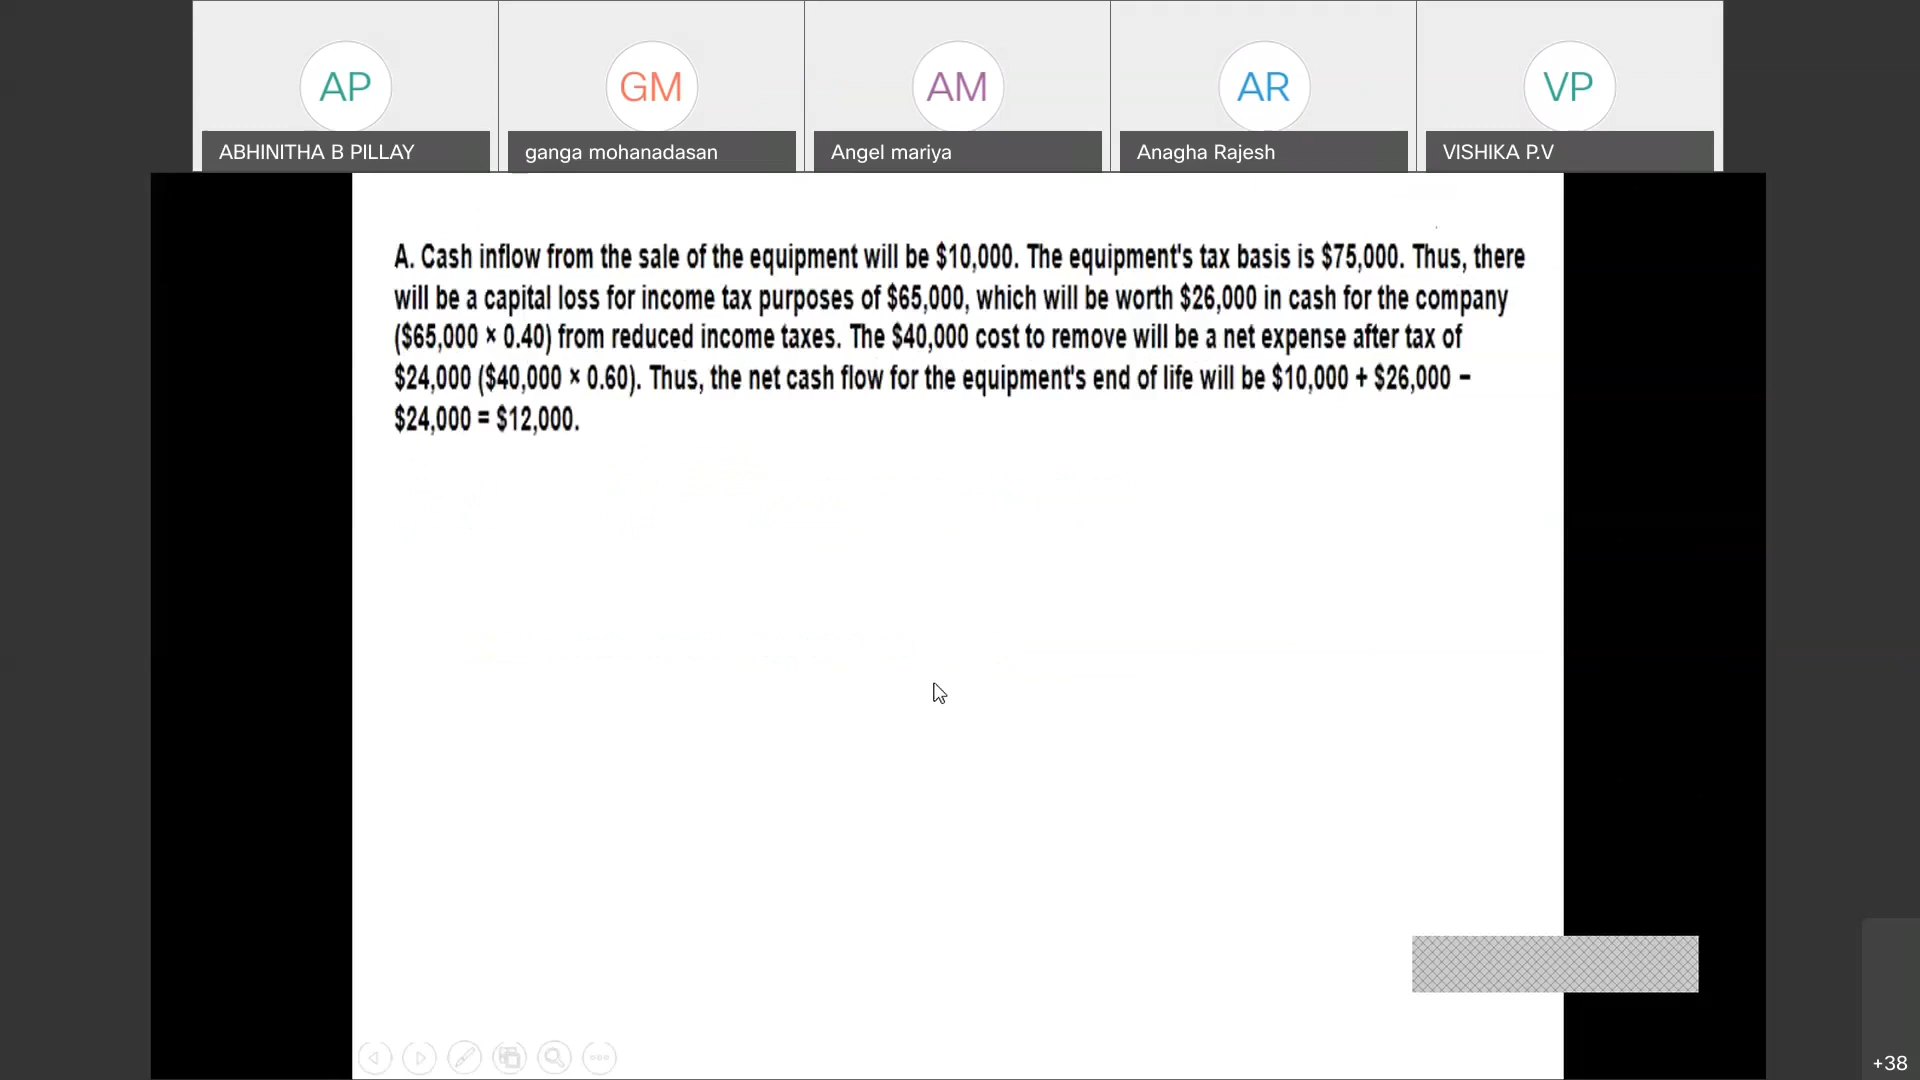 AP
GM
AM
AR
VP
ABHINITHA B PILLAY
ganga mohanadasan
Angel mariya
Anagha Rajesh
VISHIKA P.V
A. Cash inflow from the sale of the equipment will be $10,000. The equipment's tax basis is $75,000. Thus, there
will be a capital loss for income tax purposes of $65,000, which will be worth $26,000 in cash for the company
($65,000 × 0.40) from reduced income taxes. The $40,000 cost to remove will be a net expense after tax of
$24,000 ($40,000 × 0.60). Thus, the net cash flow for the equipment's end of life will be $10,000 + $26,000 −
$24,000 = $12,000.
+38